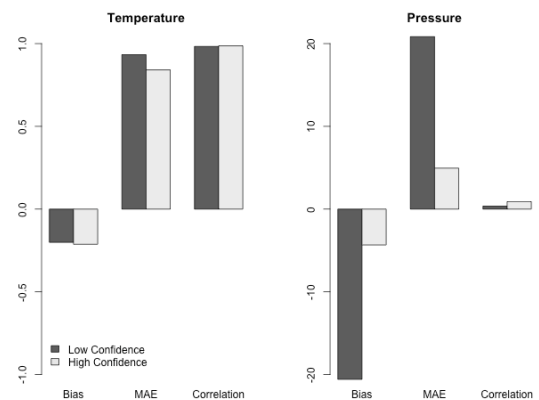 Temperature
1.0
0.5
0.0
-0.5
-1.0
Low Confidence
High Confidence
Bias MAE Correlation
Pressure
20
10
0
-10
-20
Bias MAE Correlation